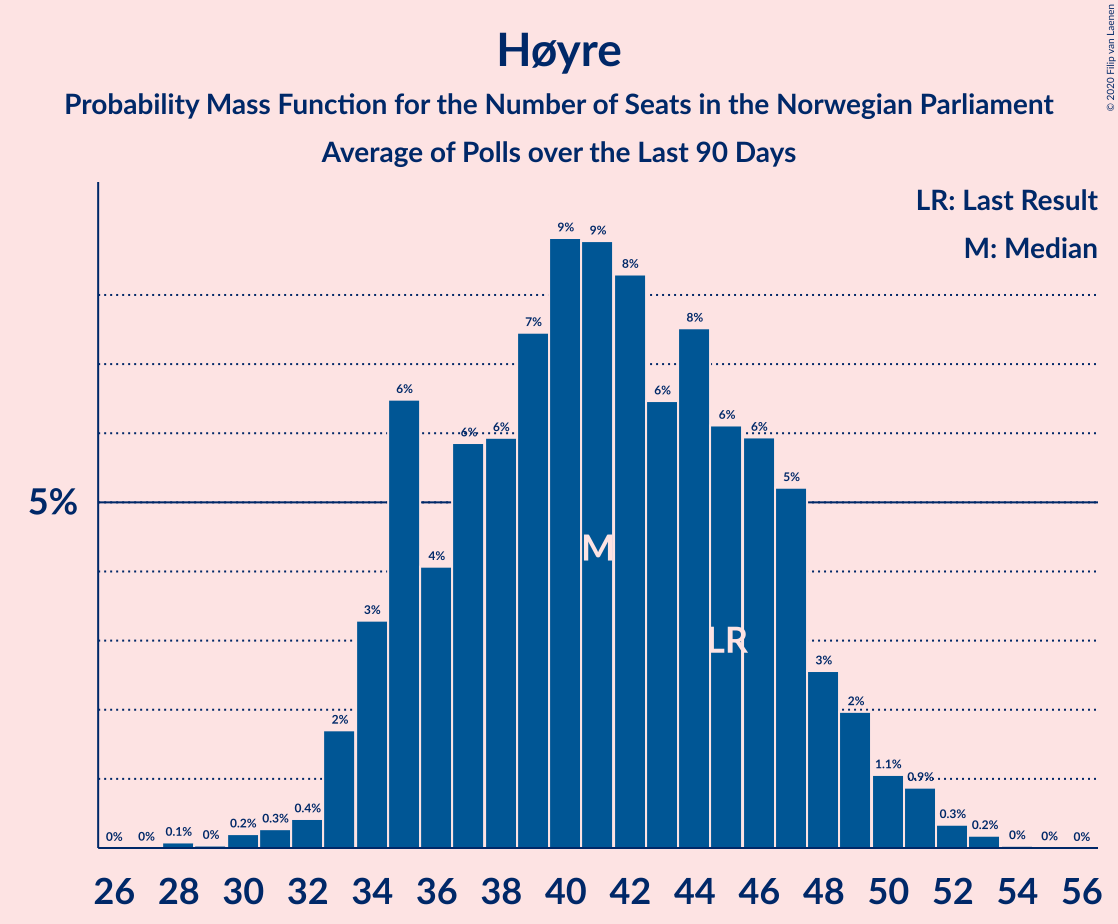 Høyre
Probability Mass Function for the Number of Seats in the Norwegian Parliament
Average of Polls over the Last 90 Days
© 2020 Filip van Laenen
LR: Last Result
M: Median
5%
0% 0% 0.1% 0% 0.2% 0.3% 0.4% 2% 3% 6% 4% 6% 6% 7% 9% 9% 8% 6% 8% 6% 6% 5% 3% 2% 1.1% 0.9% 0.3% 0.2% 0% 0% 0%
M
LR
26 28 30 32 34 36 38 40 42 44 46 48 50 52 54 56